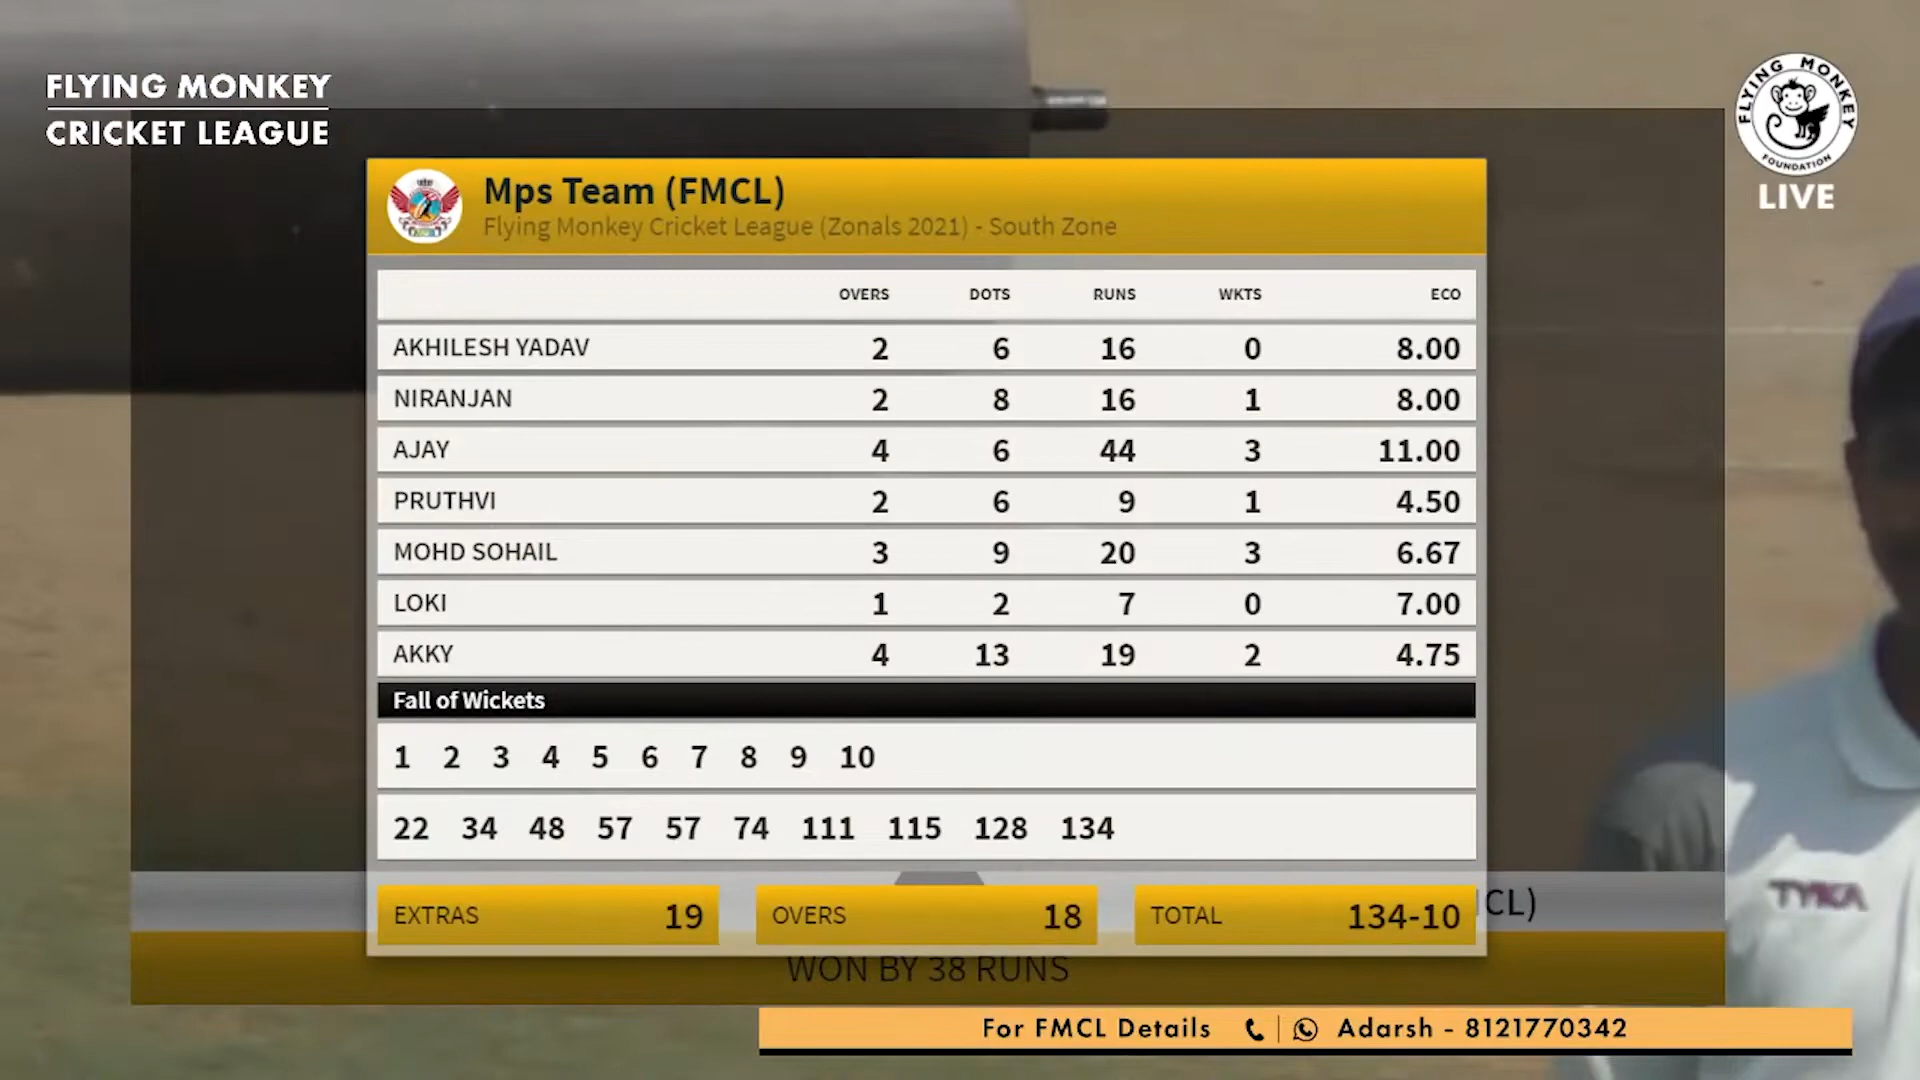 FLYING MONKEY
CRICKET LEAGUE
FLYING MONKEY
FOUNDATION
LIVE
Mps Team (FMCL)
Flying Monkey Cricket League (Zonals 2021) - South Zone
OVERS DOTS RUNS WKTS ECO
AKHILESH YADAV 2 6 16 0 8.00
NIRANJAN 2 8 16 1 8.00
AJAY 4 6 44 3 11.00
PRUTHVI 2 6 9 1 4.50
MOHD SOHAIL 3 9 20 3 6.67
LOKI 1 2 7 0 7.00
AKKY 4 13 19 2 4.75
Fall of Wickets
1 2 3 4 5 6 7 8 9 10
22 34 48 57 57 74 111 115 128 134
EXTRAS 19 OVERS 18 TOTAL 134-10
CL)
WON BY 38 RUNS
TYKA
For FMCL Details Adarsh - 8121770342